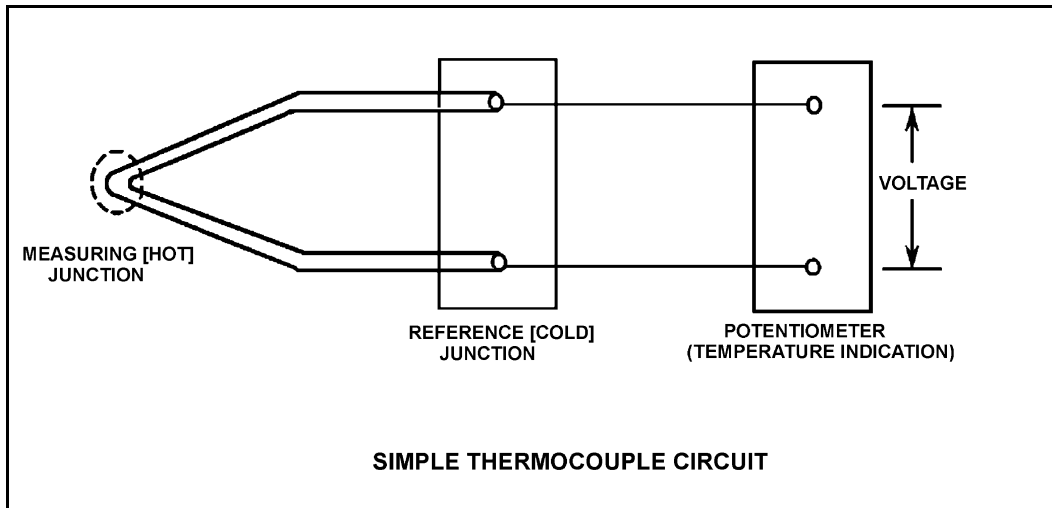 VOLTAGE
MEASURING [HOT]
JUNCTION
REFERENCE [COLD]
JUNCTION
POTENTIOMETER
(TEMPERATURE INDICATION)
SIMPLE THERMOCOUPLE CIRCUIT